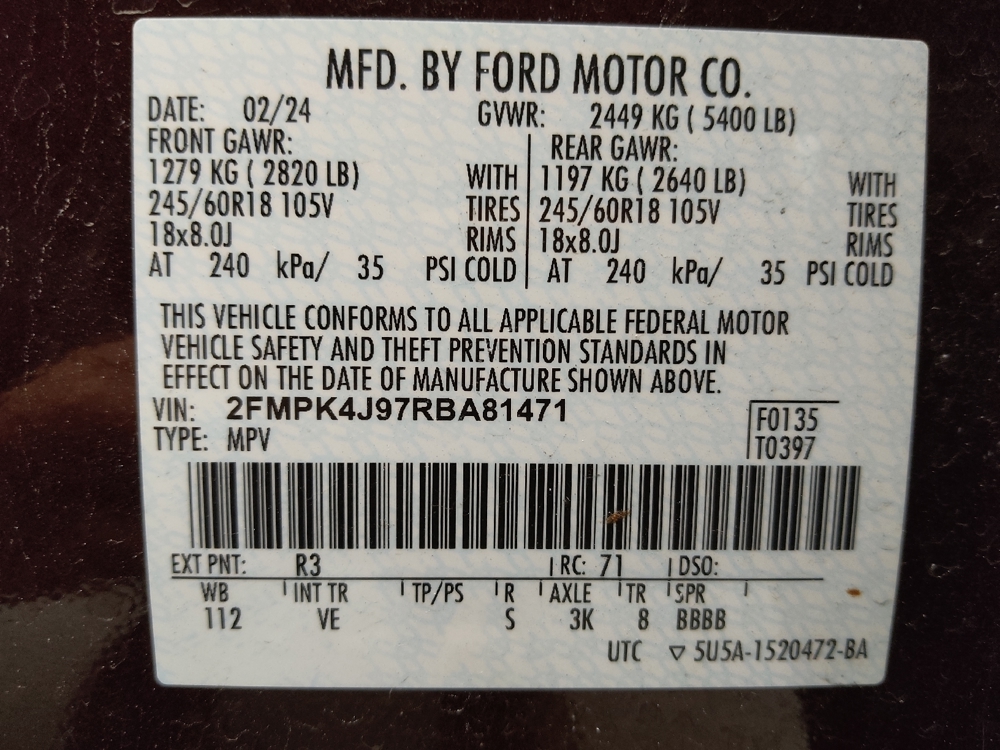 MFD. BY FORD MOTOR CO.
DATE: 02/24 GVWR: 2449 KG ( 5400 LB)
FRONT GAWR: REAR GAWR:
1279 KG ( 2820 LB) WITH 1197 KG ( 2640 LB) WITH
245/60R18 105V TIRES 245/60R18 105V TIRES
18x8.0J RIMS 18x8.0J RIMS
AT 240 kPa/ 35 PSI COLD AT 240 kPa/ 35 PSI COLD
THIS VEHICLE CONFORMS TO ALL APPLICABLE FEDERAL MOTOR
VEHICLE SAFETY AND THEFT PREVENTION STANDARDS IN
EFFECT ON THE DATE OF MANUFACTURE SHOWN ABOVE.
VIN: 2FMPK4J97RBA81471 F0135
TYPE: MPV T0397
EXT PNT: R3 RC: 71 DSO:
WB INT TR TP/PS R AXLE TR SPR
112 VE S 3K 8 BBBB
UTC ▽ 5U5A-1520472-BA